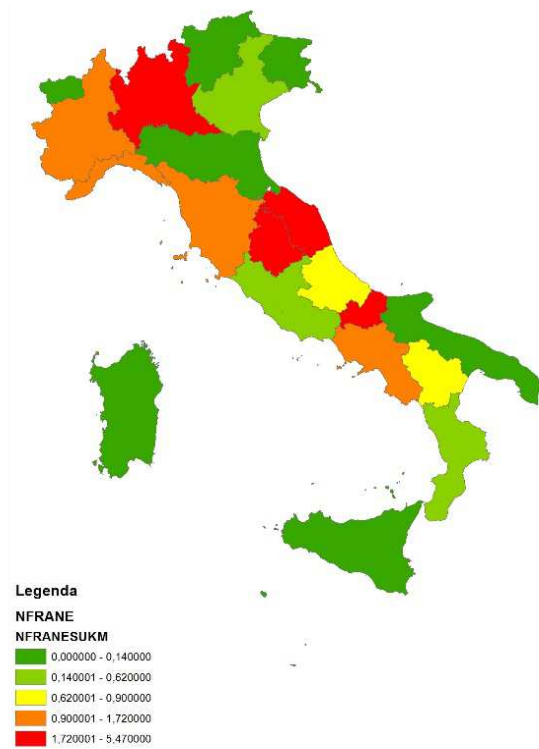 Legenda
NFRANE
NFRANESUKM
0,000000 - 0,140000
0,140001 - 0,620000
0,620001 - 0,900000
0,900001 - 1,720000
1,720001 - 5,470000